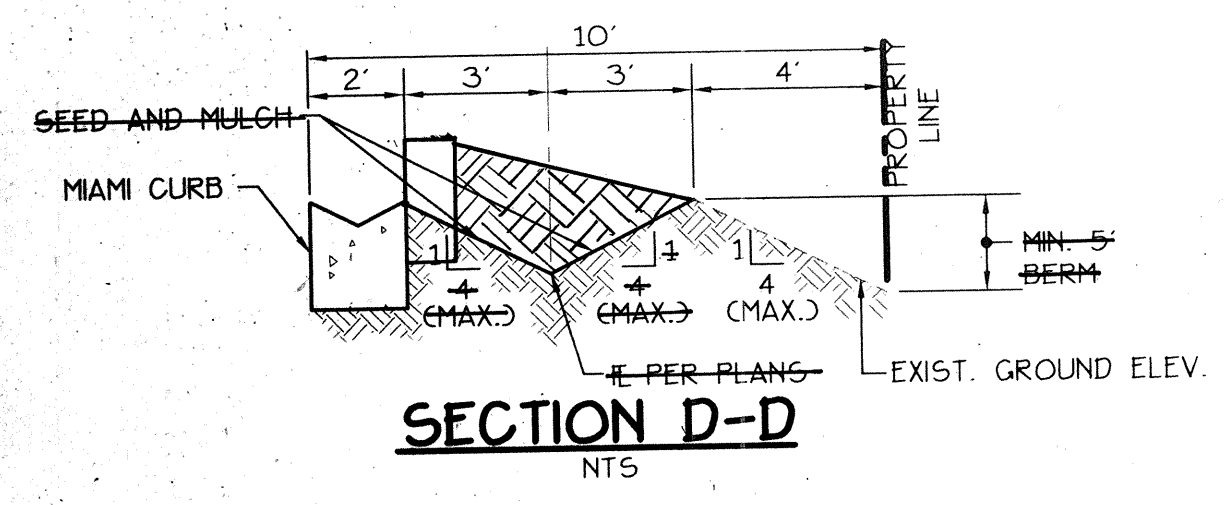 10'
2' 3' 3' 4'
PROPERTY
LINE
SEED AND MULCH
MIAMI CURB
MIN. 5'
BERM
1 1 1
4 4 4
(MAX.) (MAX.) (MAX.)
PER PLANS
EXIST. GROUND ELEV.
SECTION D-D
NTS